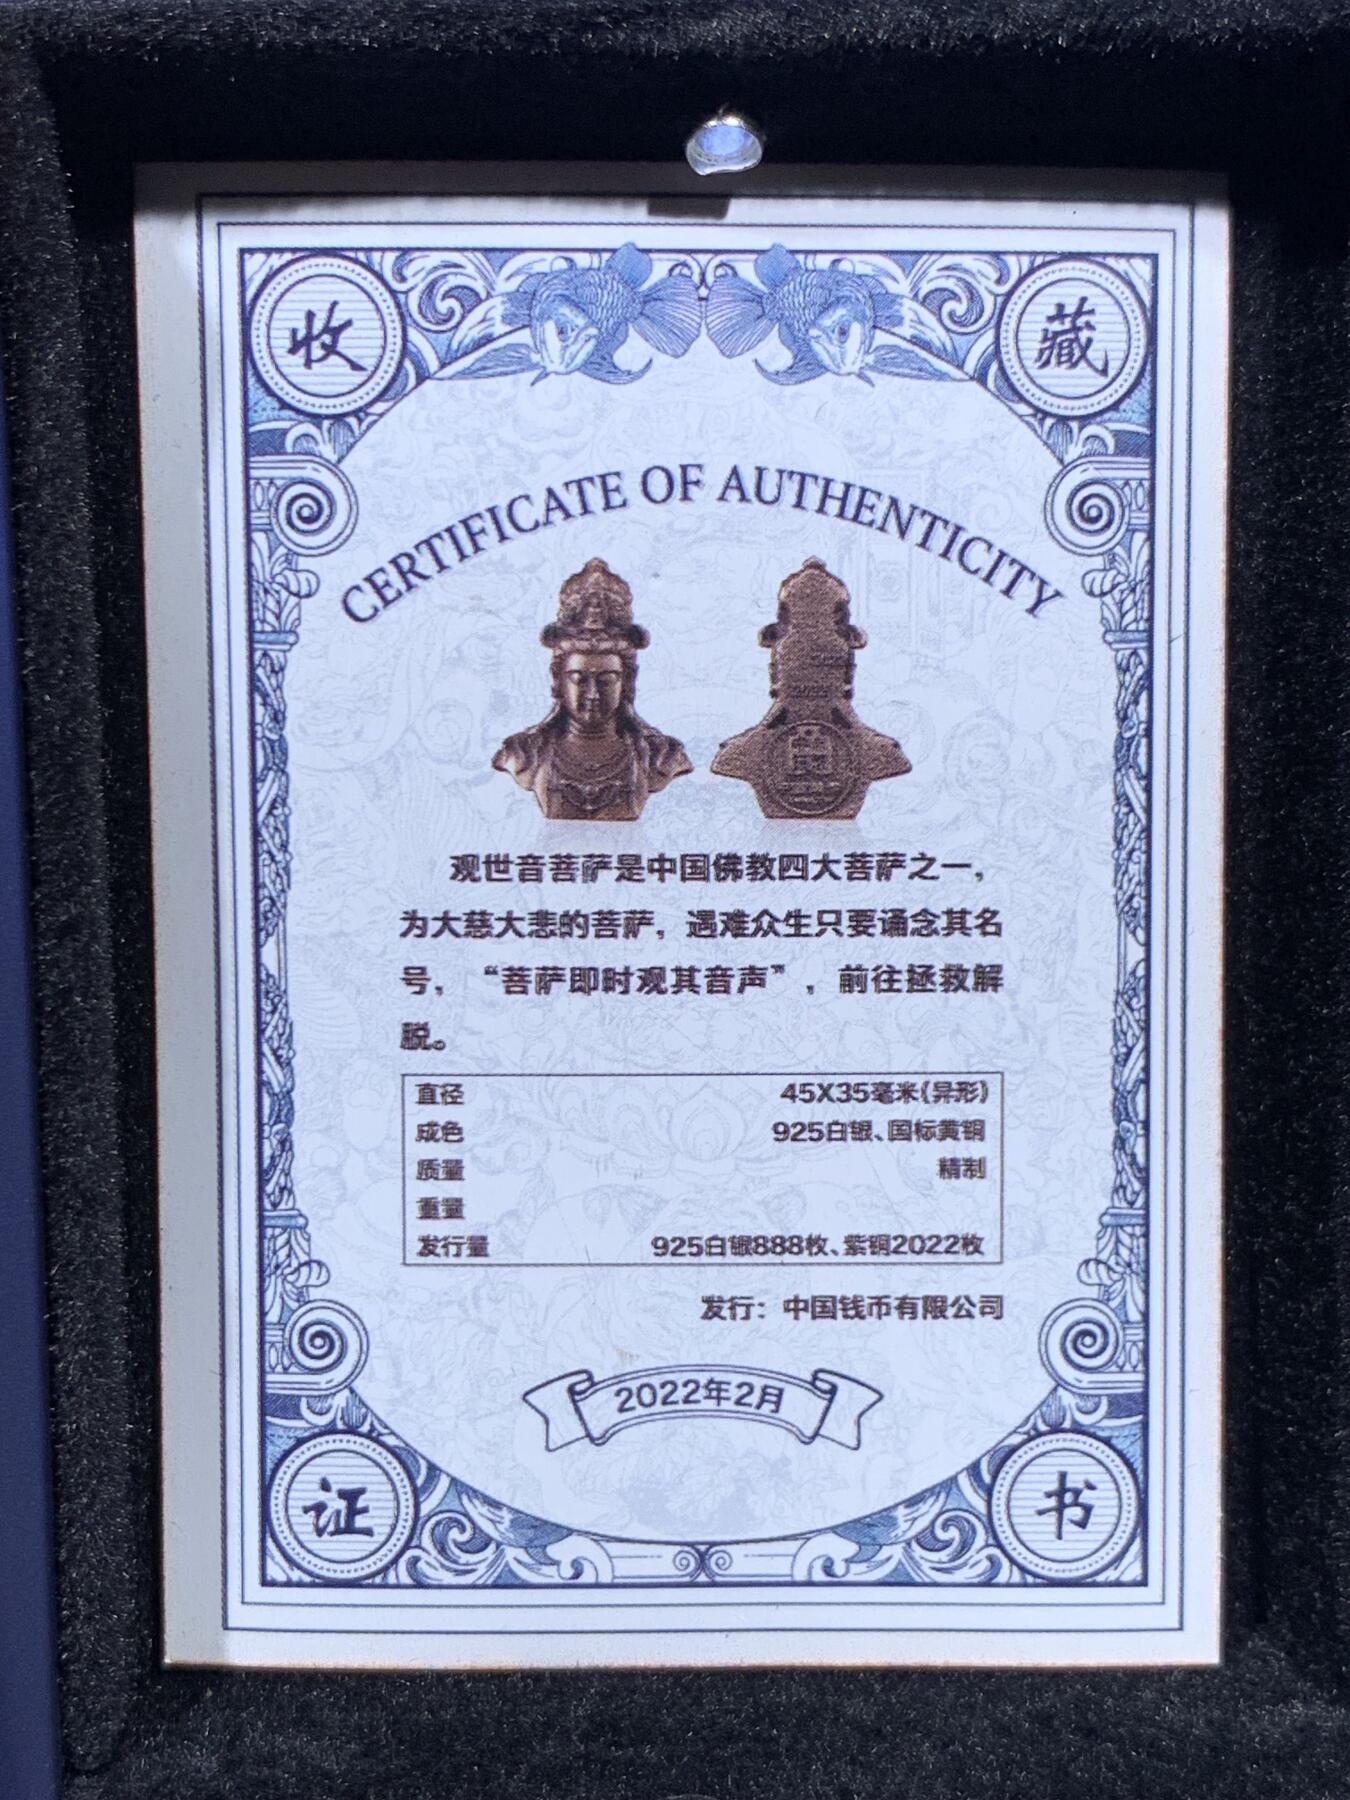 收 藏
CERTIFICATE OF AUTHENTICITY
观世音菩萨是中国佛教四大菩萨之一，
为大慈大悲的菩萨，遇难众生只要诵念其名
号，“菩萨即时观其音声”，前往拯救解
脱。
直径 45X35毫米(异形)
成色 925白银、国标黄铜
质量 精制
重量
发行量 925白银888枚、紫铜2022枚
发行：中国钱币有限公司
2022年2月
证 书